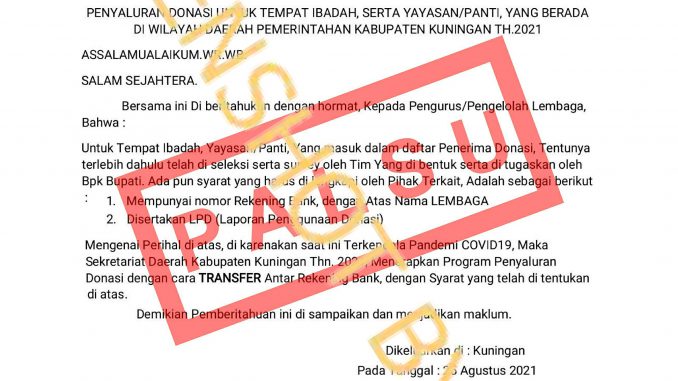 PENYALURAN DONASI UNTUK TEMPAT IBADAH, SERTA YAYASAN/PANTI, YANG BERADA
DI WILAYAH DAERAH PEMERINTAHAN KABUPATEN KUNINGAN TH.2021
ASSALAMUALAIKUM.WR.WB.
SALAM SEJAHTERA.
Bersama ini Di beritahukan dengan hormat, Kepada Pengurus/Pengelolah Lembaga,
Bahwa :
Untuk Tempat Ibadah, Yayasan/Panti, Yang masuk dalam daftar Penerima Donasi, Tentunya
terlebih dahulu telah di seleksi serta survey oleh Tim Yang di bentuk serta di tugaskan oleh
Bpk Bupati. Ada pun syarat yang harus di lengkapi oleh Pihak Terkait, Adalah sebagai berikut
:
1. Mempunyai nomor Rekening Bank, dengan Atas Nama LEMBAGA
2. Disertakan LPD (Laporan Penggunaan Donasi)
Mengenai Perihal di atas, di karenakan saat ini Terkendala Pandemi COVID19, Maka
Sekretariat Daerah Kabupaten Kuningan Thn. Menerapkan Program Penyaluran
Donasi dengan cara TRANSFER Antar Rekening Bank, dengan Syarat yang telah di tentukan
di atas.
Demikian Pemberitahuan ini di sampaikan dan menjadikan maklum.
Dikeluarkan di : Kuningan
Pada Tanggal : Agustus 2021
PALSU